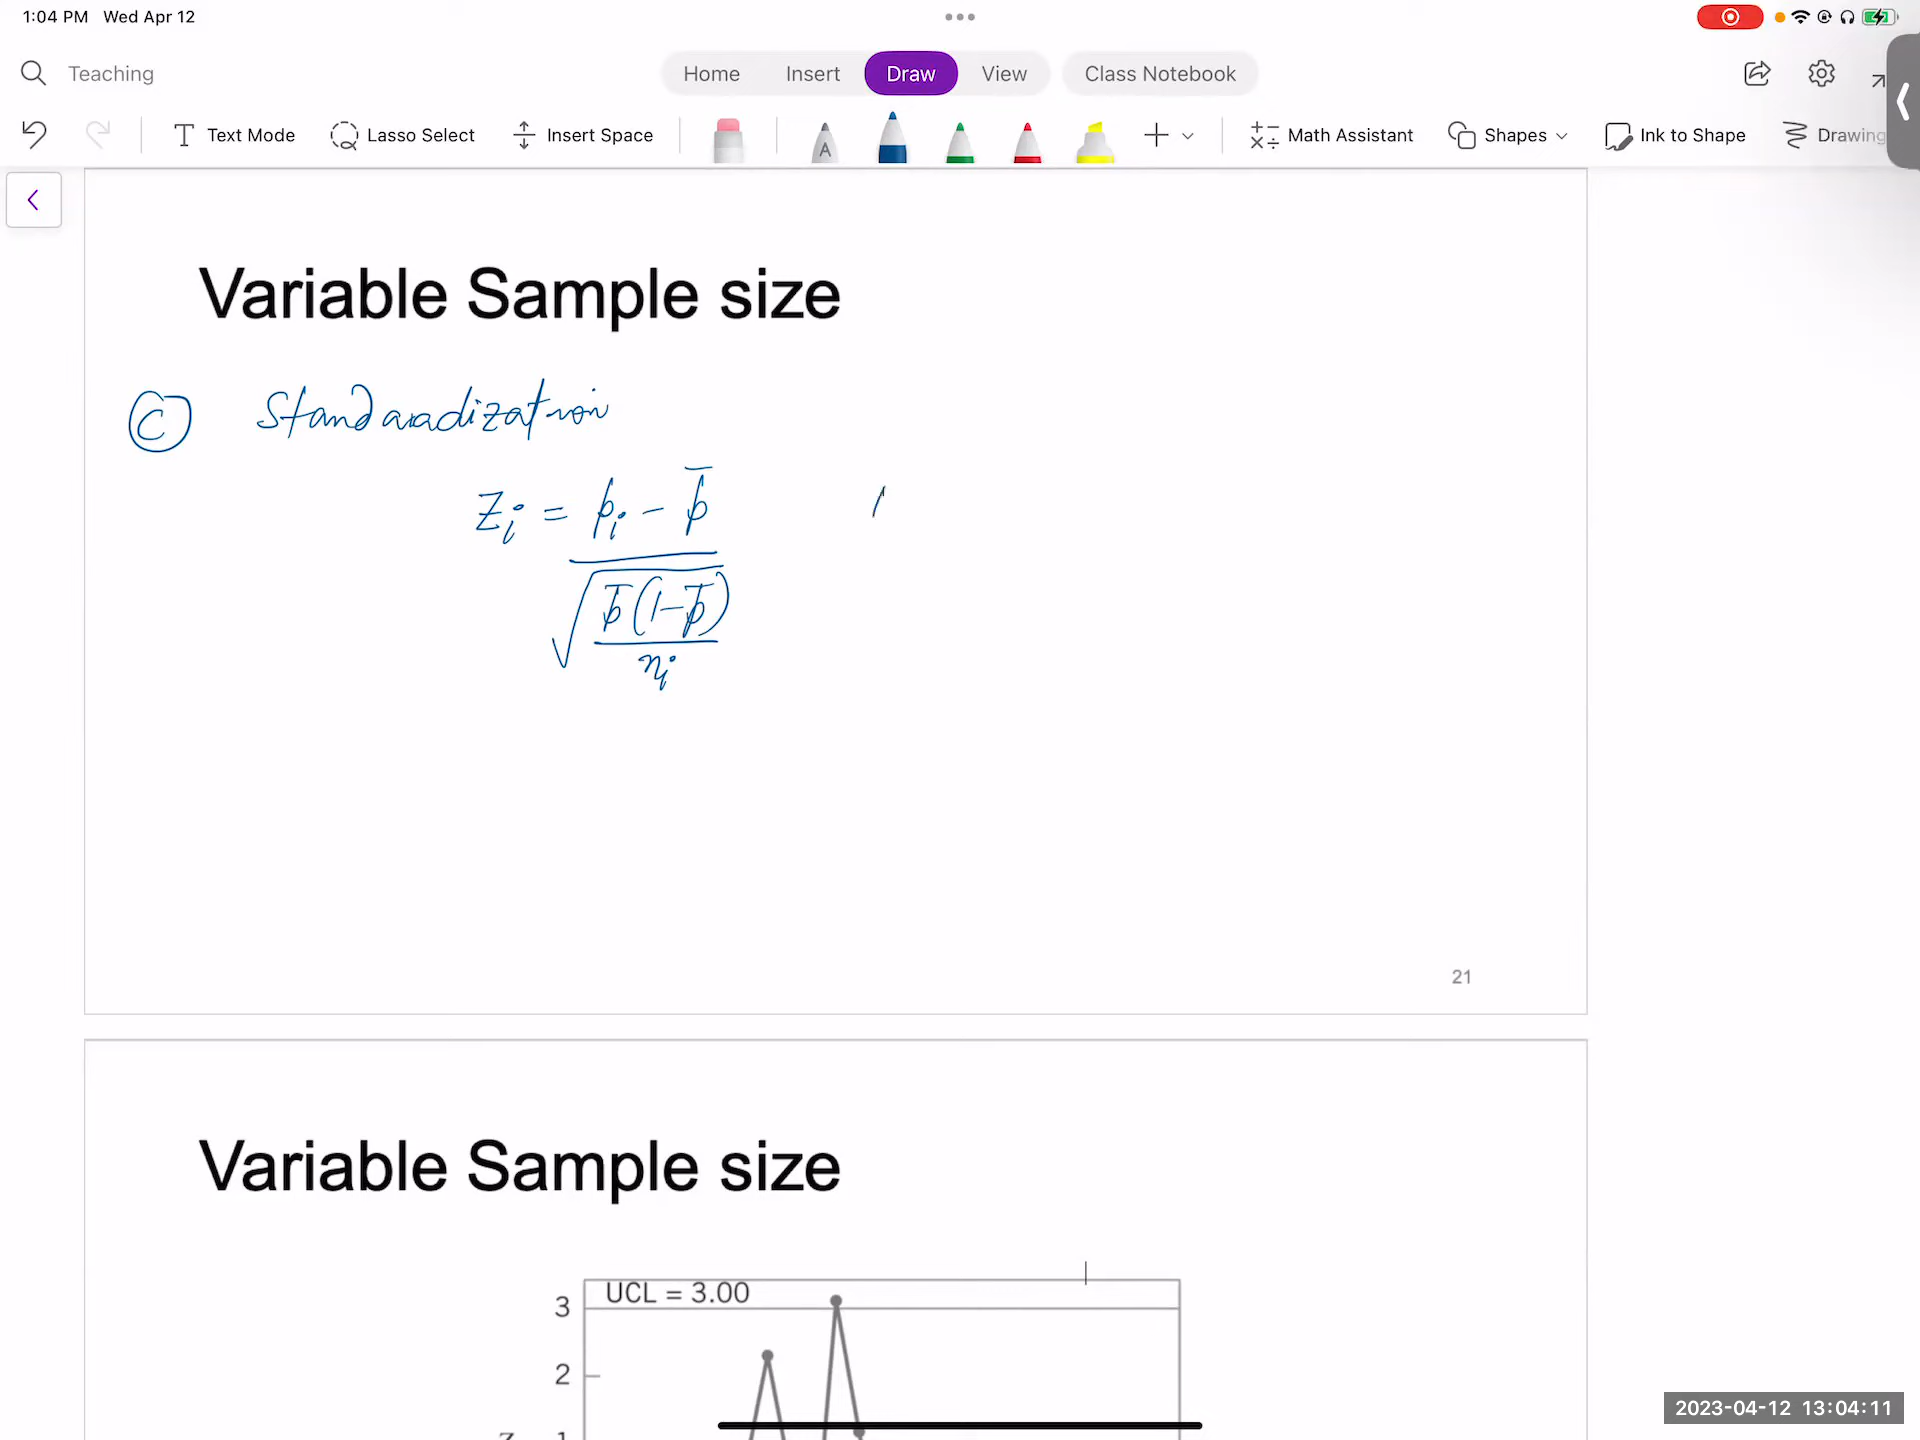 1:04 PM Wed Apr 12
Teaching
Home Insert Draw View Class Notebook
Text Mode Lasso Select Insert Space A Math Assistant Shapes Ink to Shape Drawing
Variable Sample size
Ⓒ Standaradization
Zᵢ = pᵢ - p̄
√ p̄(1-p̄)
nᵢ
21
Variable Sample size
UCL = 3.00
3
2
1
2023-04-12 13:04:11